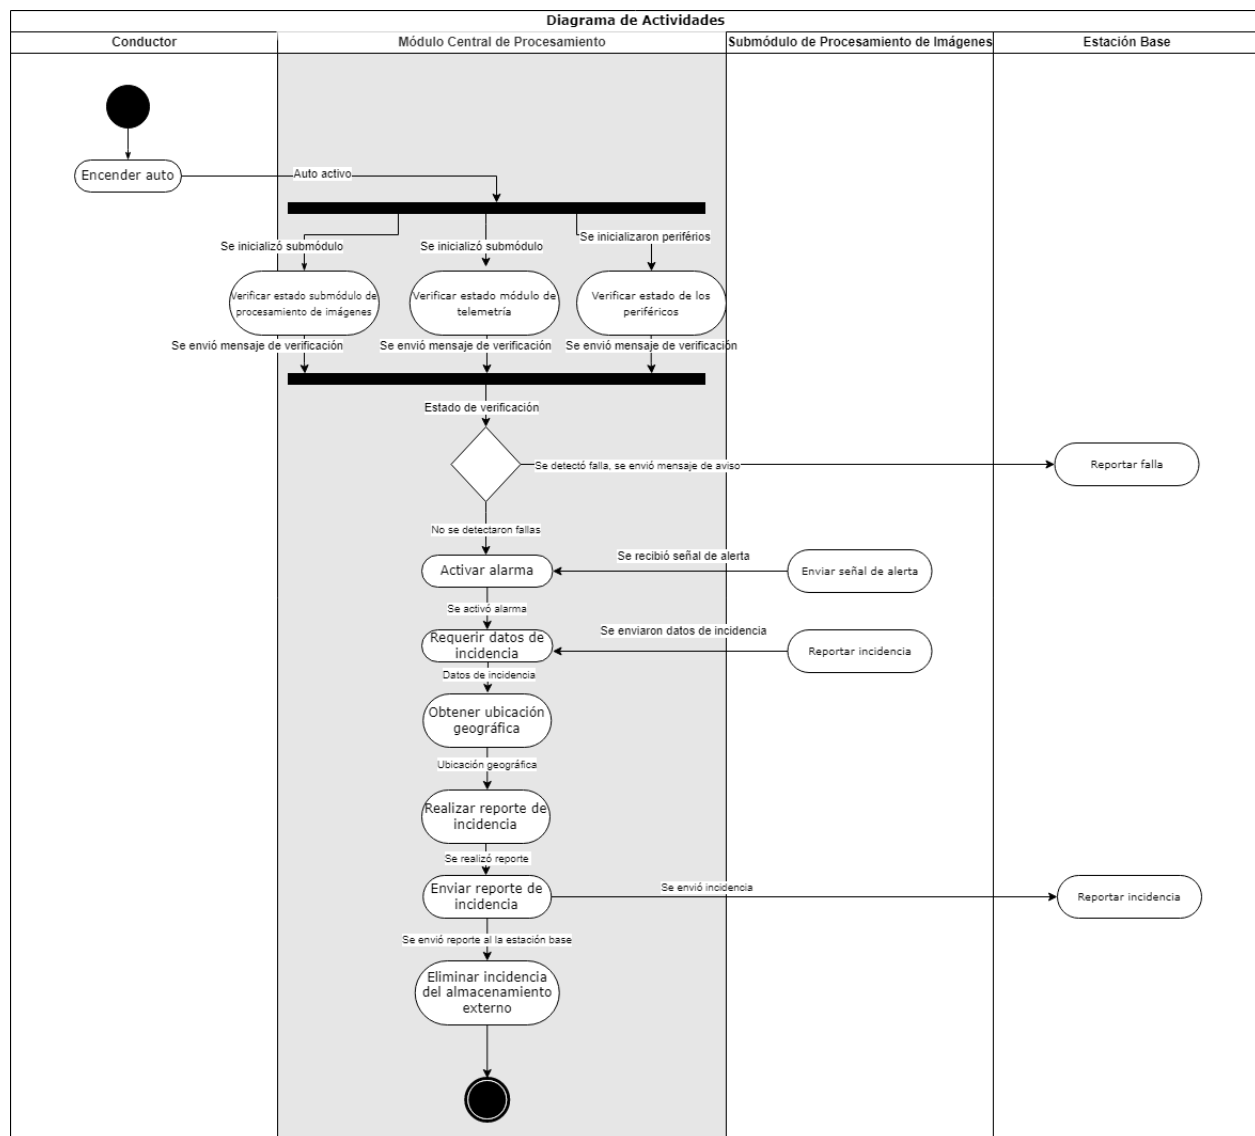 Diagrama de Actividades
Conductor
Módulo Central de Procesamiento
Submódulo de Procesamiento de Imágenes
Estación Base
Encender auto
Auto activo
Se inicializó submódulo
Se inicializó submódulo
Se inicializaron periférios
Verificar estado submódulo de
procesamiento de imágenes
Verificar estado módulo de
telemetría
Verificar estado de los
periféricos
Se envió mensaje de verificación
Se envió mensaje de verificación
Se envió mensaje de verificación
Estado de verificación
Se detectó falla, se envió mensaje de aviso
Reportar falla
No se detectaron fallas
Se recibió señal de alerta
Activar alarma
Enviar señal de alerta
Se activó alarma
Se enviaron datos de incidencia
Requerir datos de
incidencia
Reportar incidencia
Datos de incidencia
Obtener ubicación
geográfica
Ubicación geográfica
Realizar reporte de
incidencia
Se realizó reporte
Enviar reporte de
incidencia
Se envió incidencia
Reportar incidencia
Se envió reporte al la estación base
Eliminar incidencia
del almacenamiento
externo